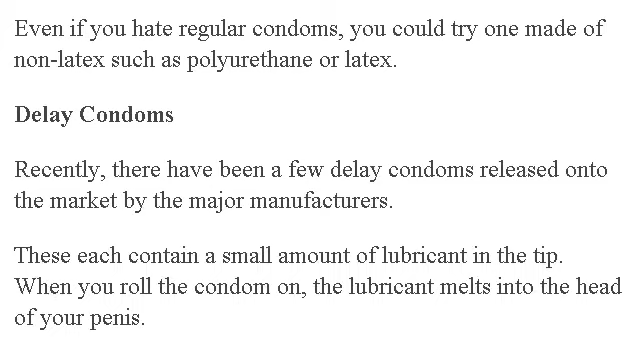 Even if you hate regular condoms, you could try one made of
non-latex such as polyurethane or latex.
Delay Condoms
Recently, there have been a few delay condoms released onto
the market by the major manufacturers.
These each contain a small amount of lubricant in the tip.
When you roll the condom on, the lubricant melts into the head
of your penis.